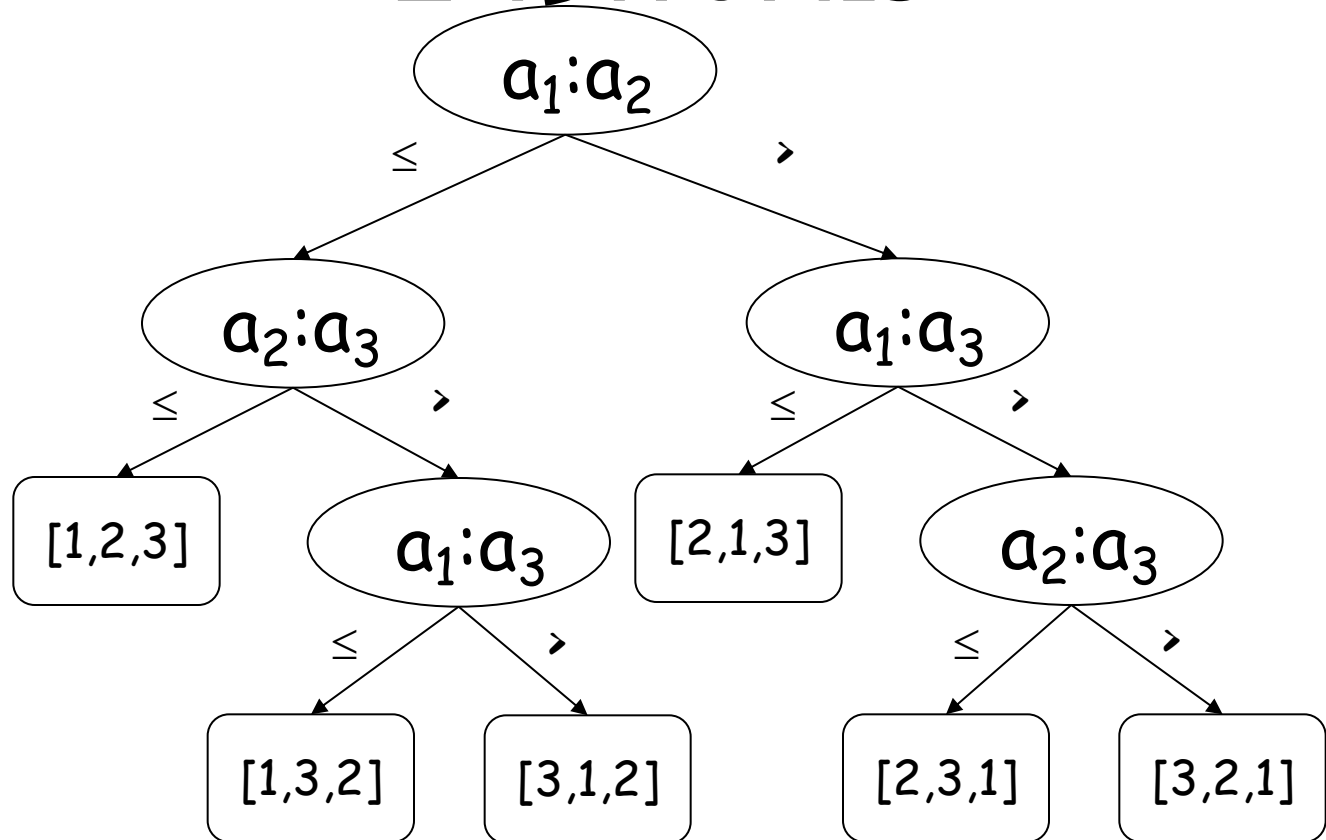 a₁:a₂
≤ >
a₂:a₃ a₁:a₃
≤ > ≤ >
[1,2,3] a₁:a₃ [2,1,3] a₂:a₃
≤ > ≤ >
[1,3,2] [3,1,2] [2,3,1] [3,2,1]